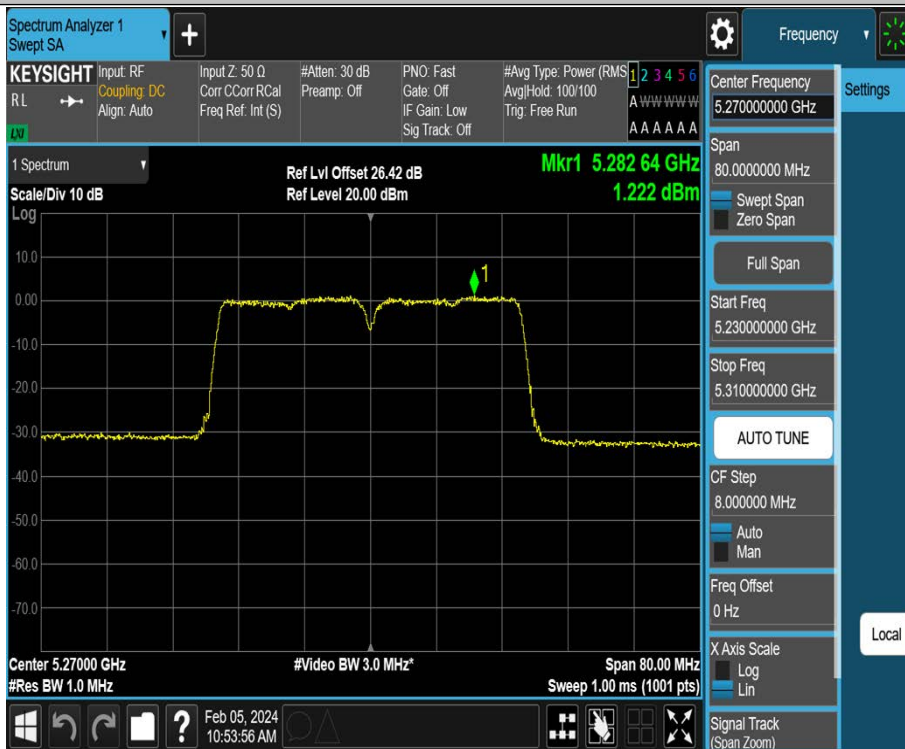 Spectrum Analyzer 1
Swept SA
Frequency
KEYSIGHT
RL
LXI
Input: RF
Coupling: DC
Align: Auto
Input Z: 50 Ω
Corr CCorr RCal
Freq Ref: Int (S)
#Atten: 30 dB
Preamp: Off
PNO: Fast
Gate: Off
IF Gain: Low
Sig Track: Off
#Avg Type: Power (RMS
Avg|Hold: 100/100
Trig: Free Run
1 2 3 4 5 6
A W W W W W
A A A A A A
1 Spectrum
Scale/Div 10 dB
Log
Ref Lvl Offset 26.42 dB
Ref Level 20.00 dBm
Mkr1 5.282 64 GHz
1.222 dBm
10.0
0.00
-10.0
-20.0
-30.0
-40.0
-50.0
-60.0
-70.0
1
Center 5.27000 GHz
#Res BW 1.0 MHz
#Video BW 3.0 MHz*
Span 80.00 MHz
Sweep 1.00 ms (1001 pts)
?
Feb 05, 2024
10:53:56 AM
Center Frequency
5.270000000 GHz
Span
80.0000000 MHz
Swept Span
Zero Span
Full Span
Start Freq
5.230000000 GHz
Stop Freq
5.310000000 GHz
AUTO TUNE
CF Step
8.000000 MHz
Auto
Man
Freq Offset
0 Hz
X Axis Scale
Log
Lin
Signal Track
(Span Zoom)
Settings
Local